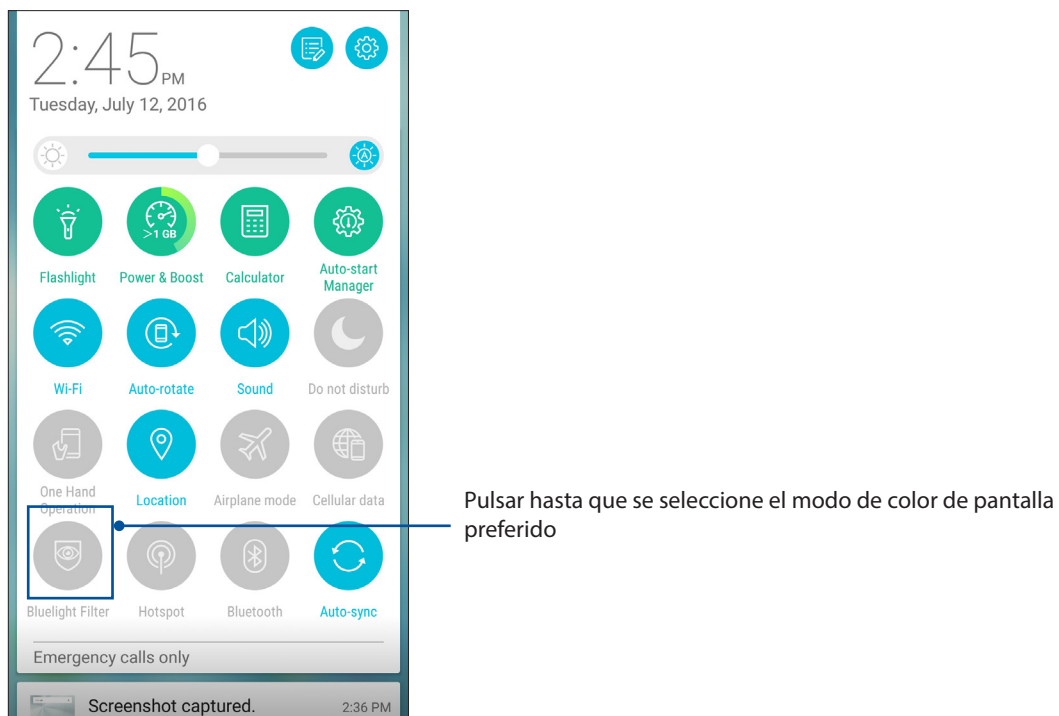 2:45 PM
Tuesday, July 12, 2016
A
>1 GB
Flashlight Power & Boost Calculator Auto-start Manager
Wi-Fi Auto-rotate Sound Do not disturb
One Hand Operation Location Airplane mode Cellular data
Pulsar hasta que se seleccione el modo de color de pantalla
preferido
Bluelight Filter Hotspot Bluetooth Auto-sync
Emergency calls only
Screenshot captured. 2:36 PM